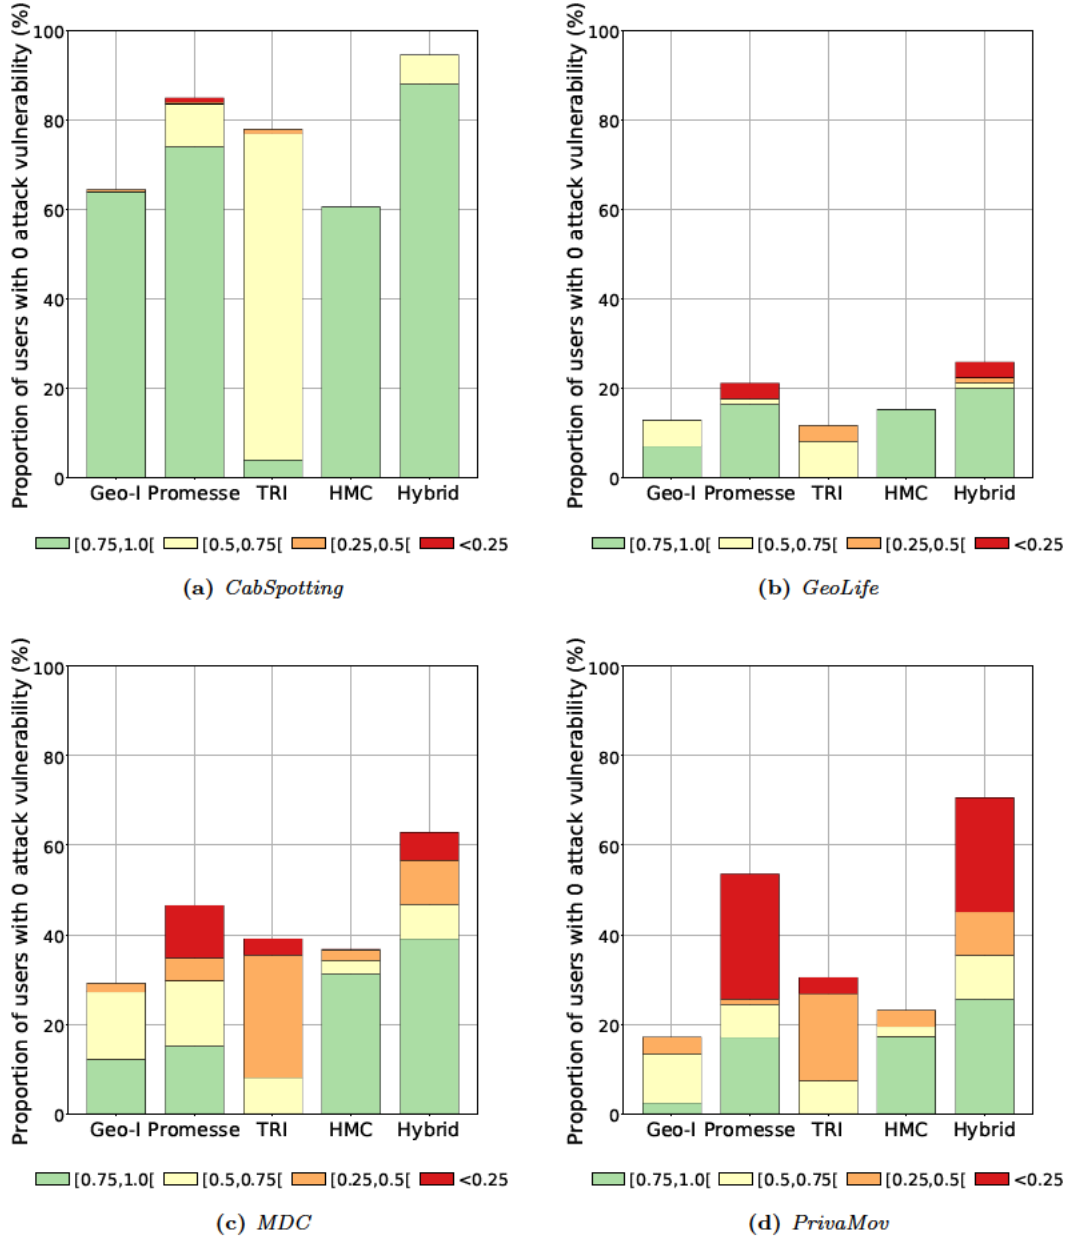 Proportion of users with 0 attack vulnerability (%)
100
80
60
40
20
0
Geo-I Promesse TRI HMC Hybrid
[0.75,1.0[ [0.5,0.75[ [0.25,0.5[ <0.25
(a) CabSpotting
Proportion of users with 0 attack vulnerability (%)
100
80
60
40
20
0
Geo-I Promesse TRI HMC Hybrid
[0.75,1.0[ [0.5,0.75[ [0.25,0.5[ <0.25
(b) GeoLife
Proportion of users with 0 attack vulnerability (%)
100
80
60
40
20
0
Geo-I Promesse TRI HMC Hybrid
[0.75,1.0[ [0.5,0.75[ [0.25,0.5[ <0.25
(c) MDC
Proportion of users with 0 attack vulnerability (%)
100
80
60
40
20
0
Geo-I Promesse TRI HMC Hybrid
[0.75,1.0[ [0.5,0.75[ [0.25,0.5[ <0.25
(d) PrivaMov